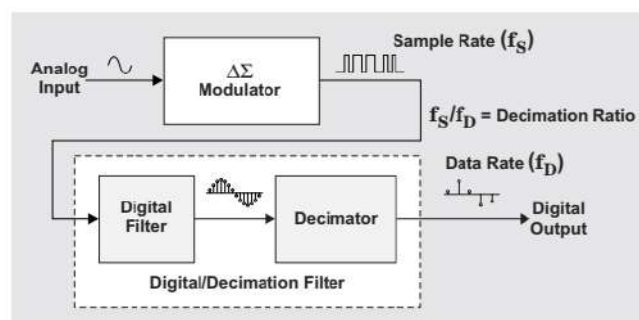 Analog
Input
ΔΣ
Modulator
Sample Rate (fS)
fS/fD = Decimation Ratio
Data Rate (fD)
Digital
Filter
Decimator
Digital
Output
Digital/Decimation Filter